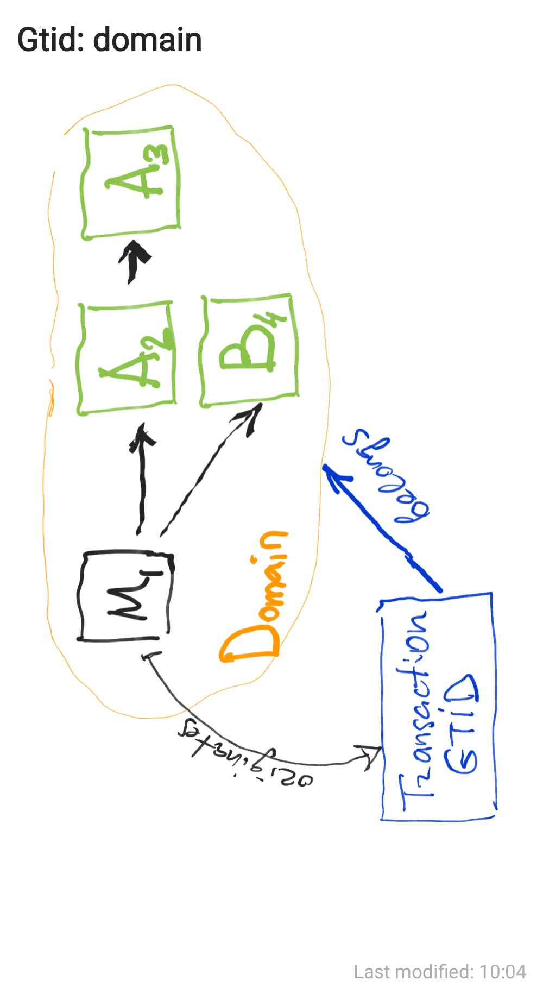 Gtid: domain
A3
A2
B4
M1
Domain
belongs
originates
Transaction
GTiD
Last modified: 10:04